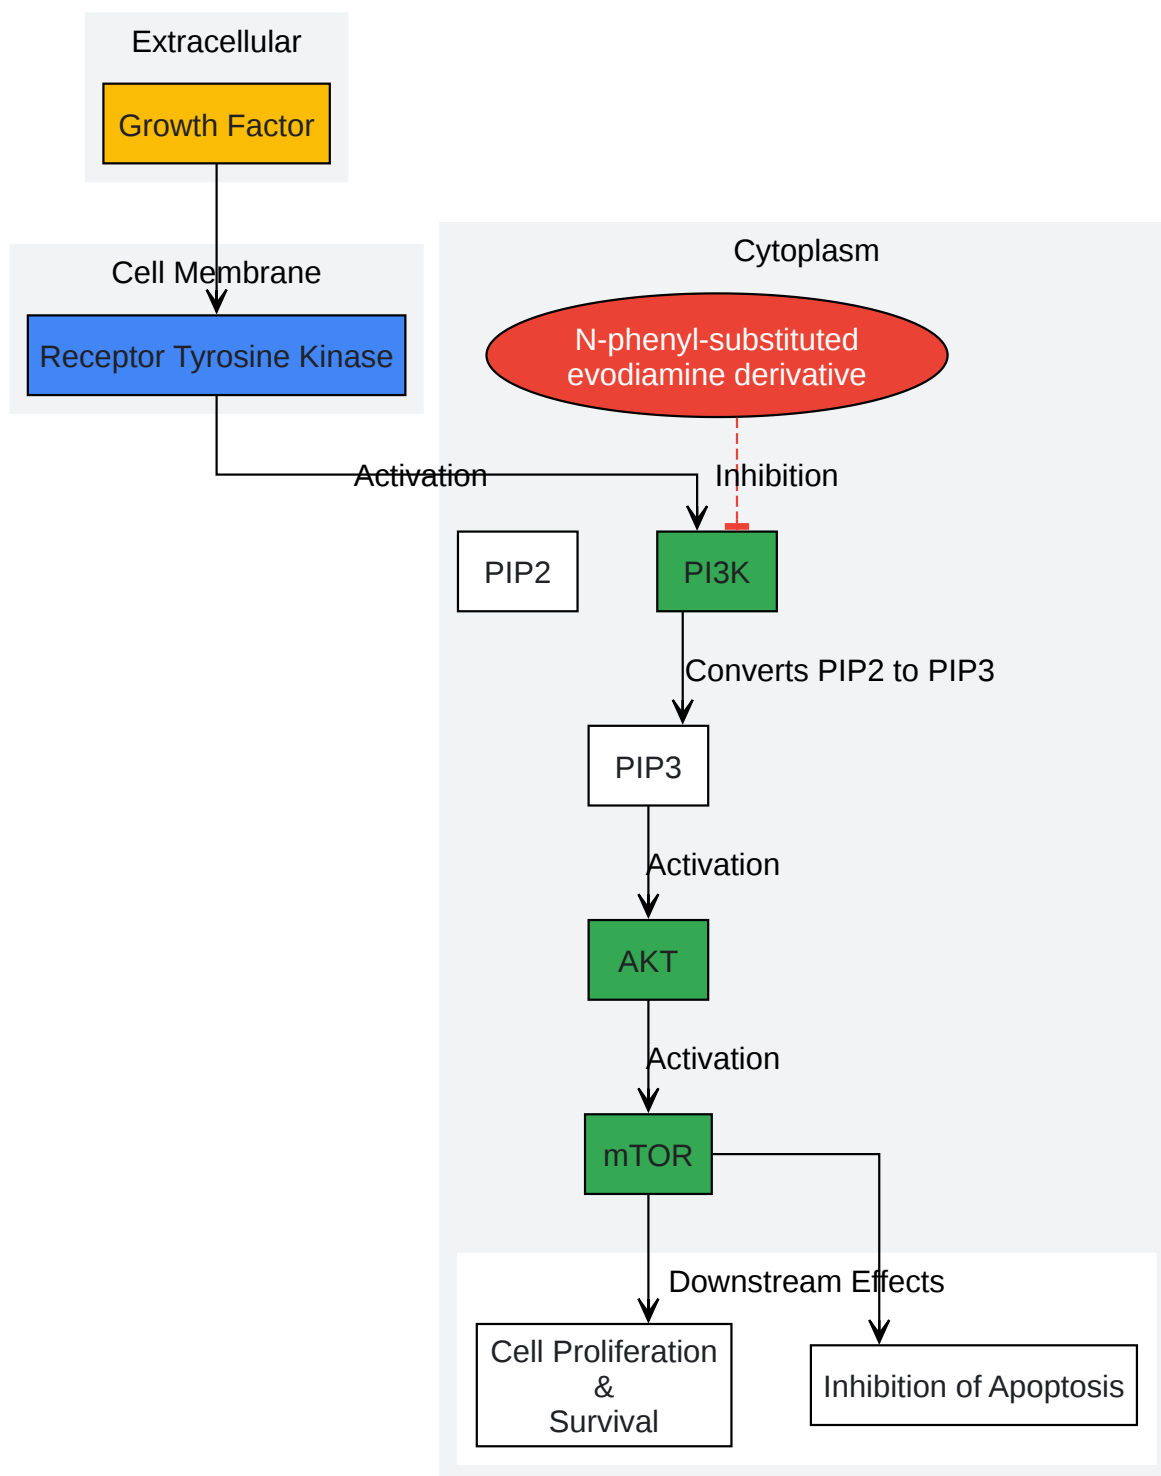 Extracellular
Growth Factor
Cell Membrane
Receptor Tyrosine Kinase
Cytoplasm
N-phenyl-substituted
evodiamine derivative
Activation
Inhibition
PIP2
PI3K
Converts PIP2 to PIP3
PIP3
Activation
AKT
Activation
mTOR
Downstream Effects
Cell Proliferation
&
Survival
Inhibition of Apoptosis